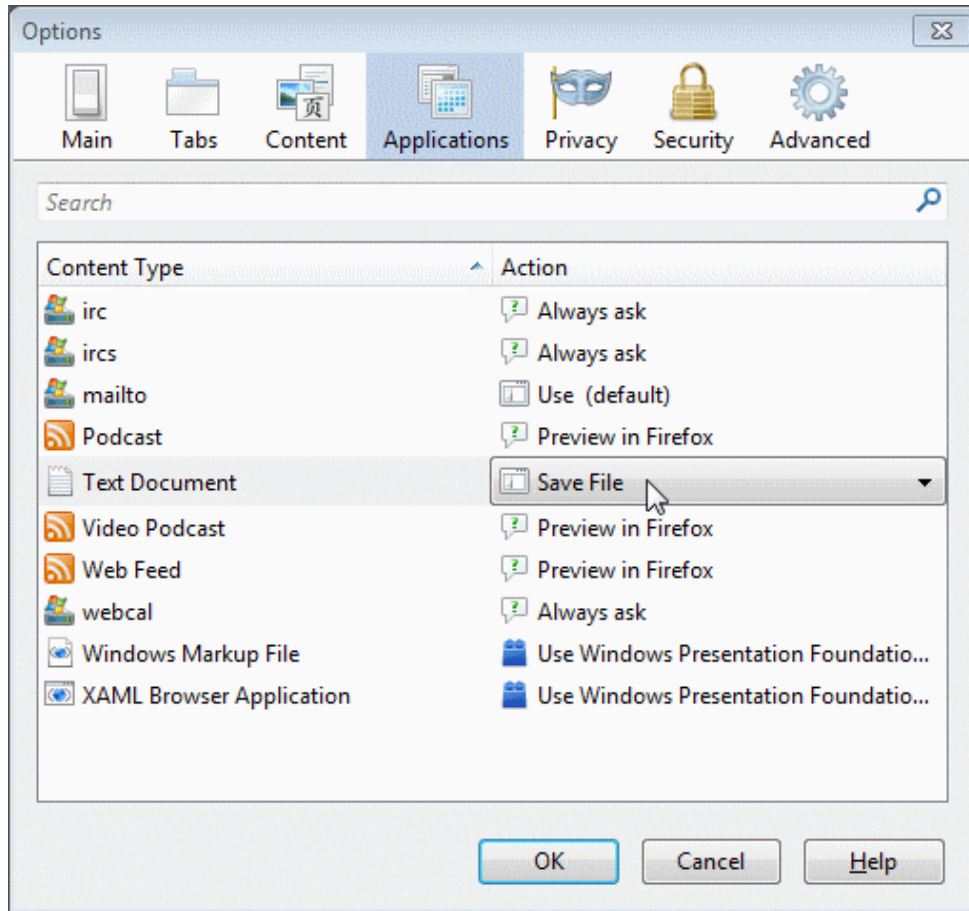 Options
Main Tabs Content Applications Privacy Security Advanced
Search
Content Type Action
irc Always ask
ircs Always ask
mailto Use (default)
Podcast Preview in Firefox
Text Document Save File
Video Podcast Preview in Firefox
Web Feed Preview in Firefox
webcal Always ask
Windows Markup File Use Windows Presentation Foundatio...
XAML Browser Application Use Windows Presentation Foundatio...
OK Cancel Help